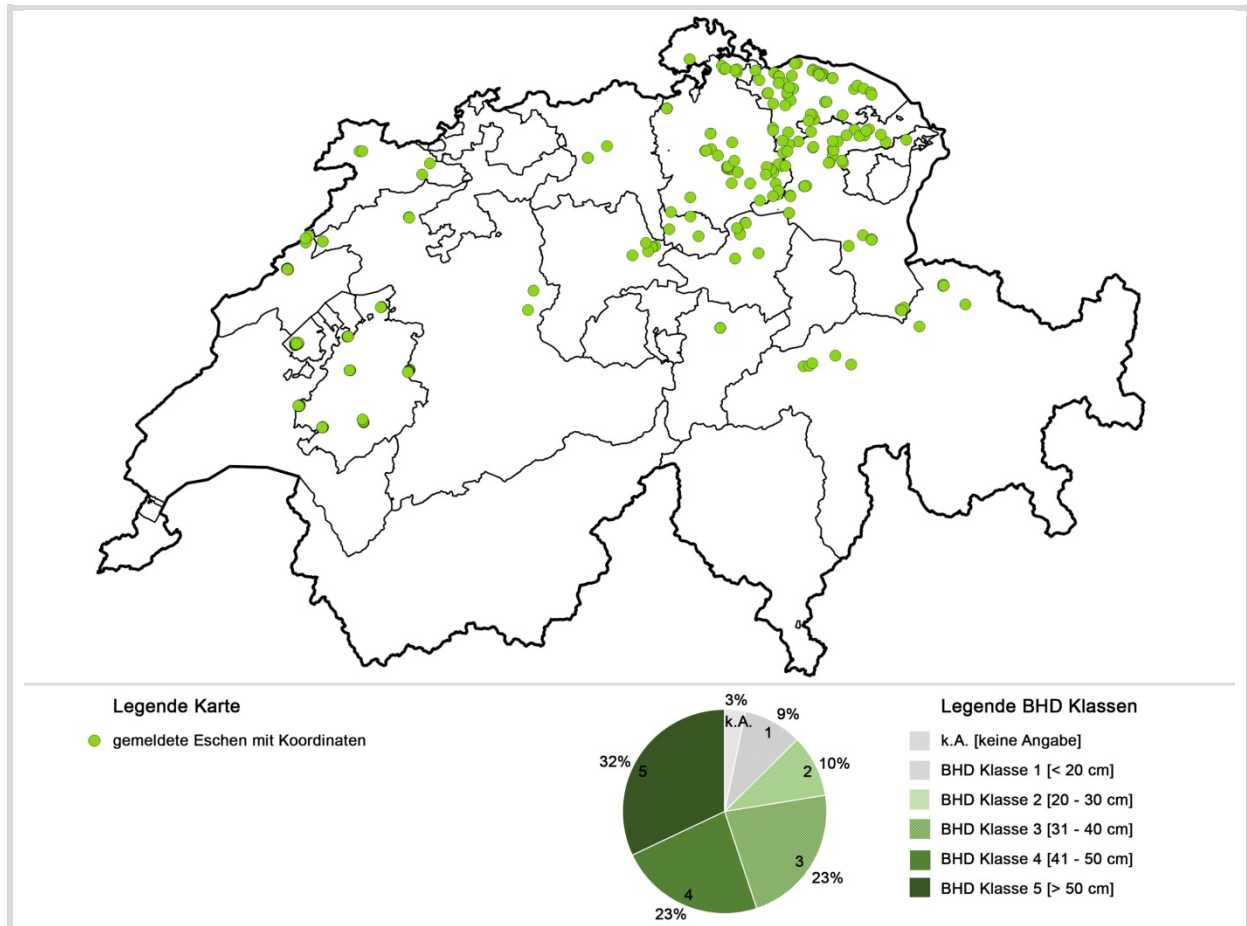 Legende Karte
gemeldete Eschen mit Koordinaten
3%
k.A.
9%
1
10%
2
23%
3
23%
4
32%
5
Legende BHD Klassen
k.A. [keine Angabe]
BHD Klasse 1 [< 20 cm]
BHD Klasse 2 [20 - 30 cm]
BHD Klasse 3 [31 - 40 cm]
BHD Klasse 4 [41 - 50 cm]
BHD Klasse 5 [> 50 cm]